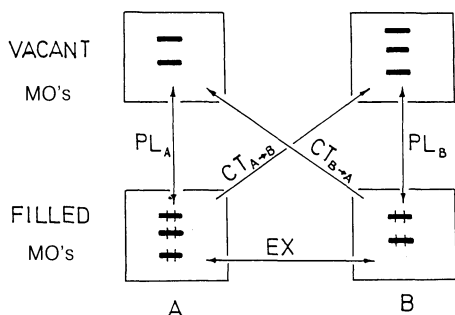 VACANT
MO's
PL_A
CT_A→B
CT_B→A
PL_B
FILLED
MO's
EX
A
B